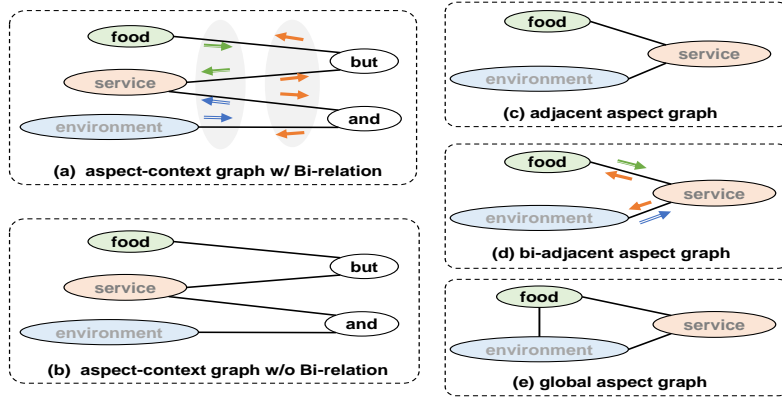 food
but
service
and
environment
(a) aspect-context graph w/ Bi-relation
food
but
service
and
environment
(b) aspect-context graph w/o Bi-relation
food
service
environment
(c) adjacent aspect graph
food
service
environment
(d) bi-adjacent aspect graph
food
service
environment
(e) global aspect graph